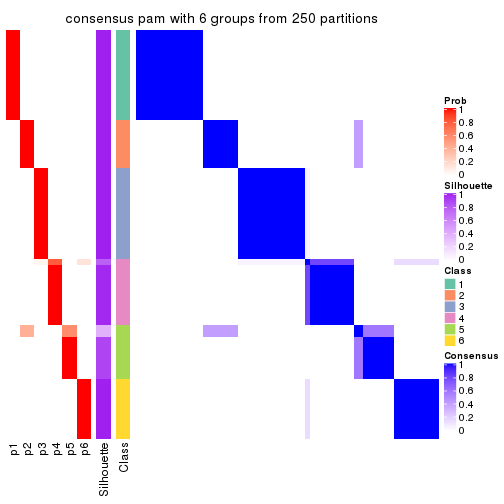 consensus pam with 6 groups from 250 partitions
Prob
1
0.8
0.6
0.4
0.2
0
Silhouette
1
0.8
0.6
0.4
0.2
0
Class
1
2
3
4
5
6
Consensus
1
0.8
0.6
0.4
0.2
0
p1
p2
p3
p4
p5
p6
Silhouette
Class